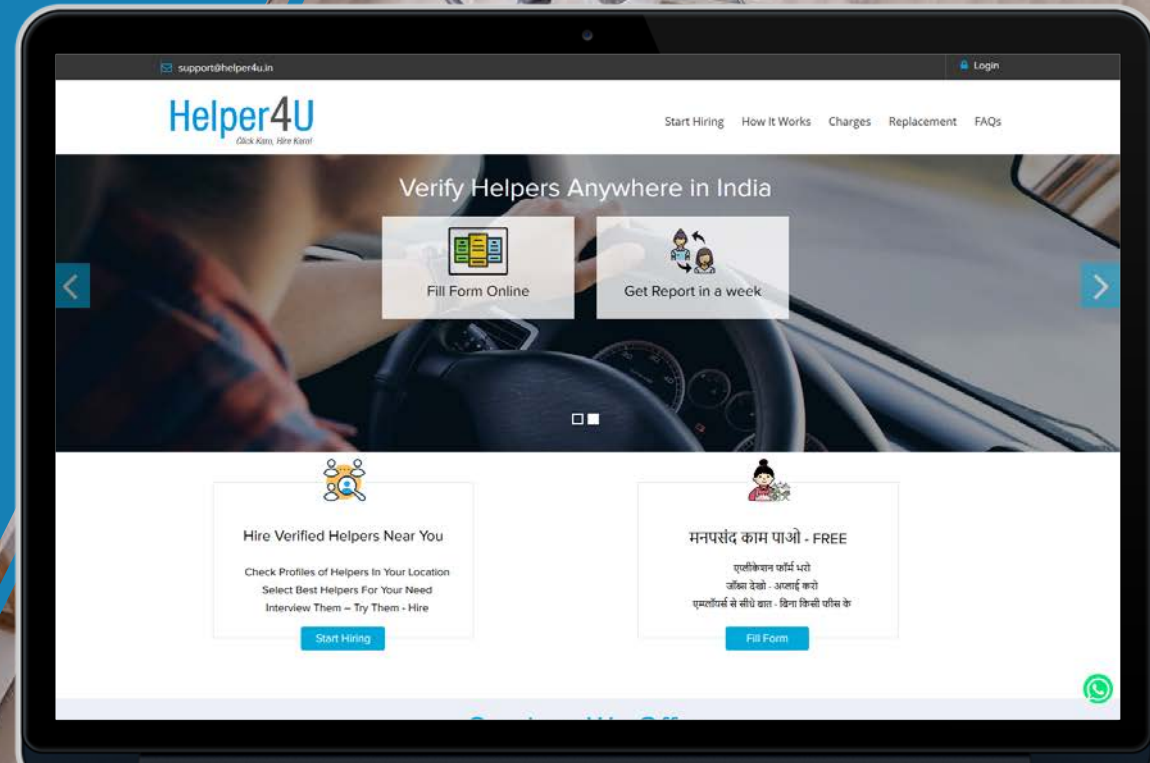 support@helper4u.in
Login
Helper4U
Click Karo, Hire Karo!
Start Hiring How It Works Charges Replacement FAQs
Verify Helpers Anywhere in India
Fill Form Online
Get Report in a week
Hire Verified Helpers Near You
Check Profiles of Helpers In Your Location
Select Best Helpers For Your Need
Interview Them – Try Them - Hire
Start Hiring
मनपसंद काम पाओ - FREE
एप्लीकेशन फॉर्म भरो
जॉब्स देखो - अप्लाई करो
एम्प्लॉयर्स से सीधे बात - बिना किसी फीस के
Fill Form